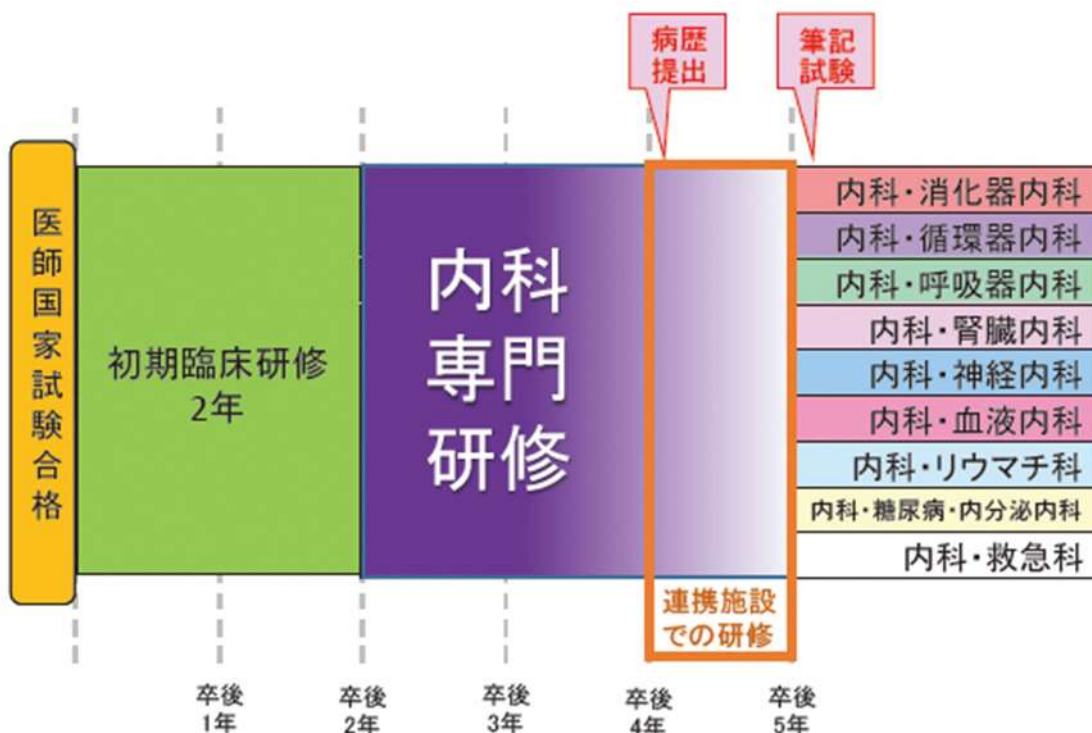 病歴
提出
筆記
試験
医師国家試験合格
初期臨床研修
2年
内科
専門
研修
内科・消化器内科
内科・循環器内科
内科・呼吸器内科
内科・腎臓内科
内科・神経内科
内科・血液内科
内科・リウマチ科
内科・糖尿病・内分泌内科
内科・救急科
連携施設
での研修
卒後
1年
卒後
2年
卒後
3年
卒後
4年
卒後
5年